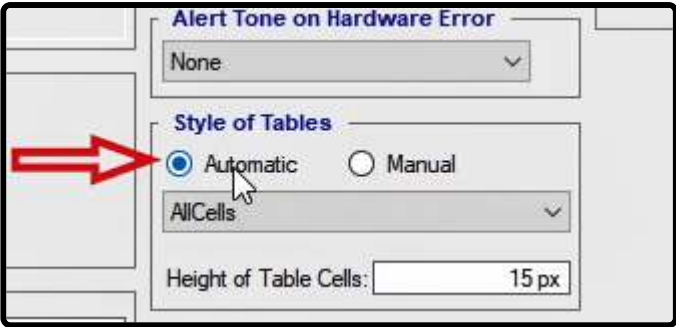 Alert Tone on Hardware Error
None
Style of Tables
Automatic Manual
AllCells
Height of Table Cells: 15 px